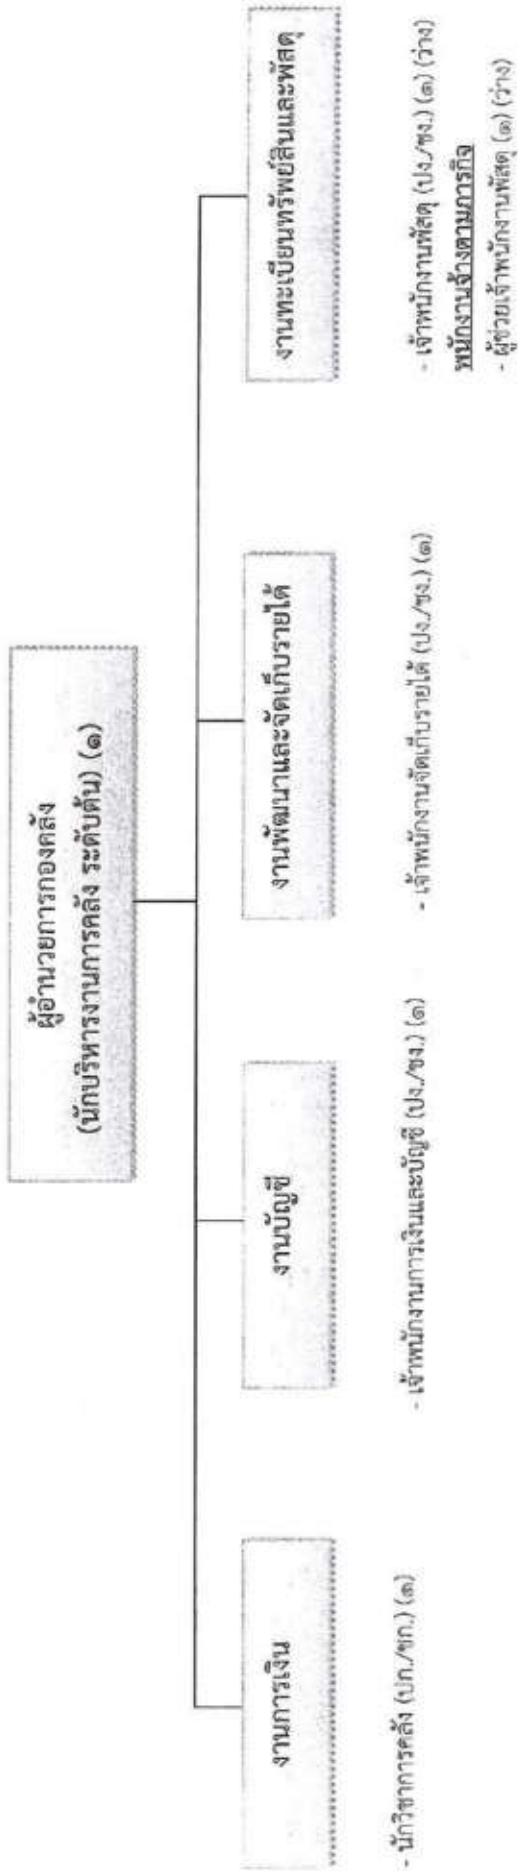 ผู้อำนวยการกองคลัง
(นักบริหารงานการคลัง ระดับต้น) (๑)
งานการเงิน
งานบัญชี
งานพัฒนาและจัดเก็บรายได้
งานทะเบียนทรัพย์สินและพัสดุ
- นักวิชาการคลัง (ปก./ชก.) (๑)
- เจ้าพนักงานการเงินและบัญชี (ปง./ชง.) (๑)
- เจ้าพนักงานจัดเก็บรายได้ (ปง./ชง.) (๑)
- เจ้าพนักงานพัสดุ (ปง./ชง.) (๑) (ว่าง)
พนักงานจ้างตามภารกิจ
- ผู้ช่วยเจ้าพนักงานพัสดุ (๑) (ว่าง)